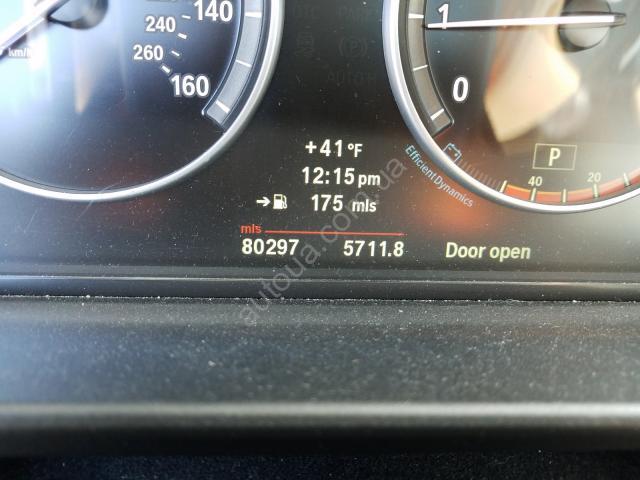 140
240
160
260
km/h
+41 °F
12:15 pm
→ 175 mls
mls
80297 5711.8 Door open
1
0
P
40 20
Efficient Dynamics
autoua.com.ua